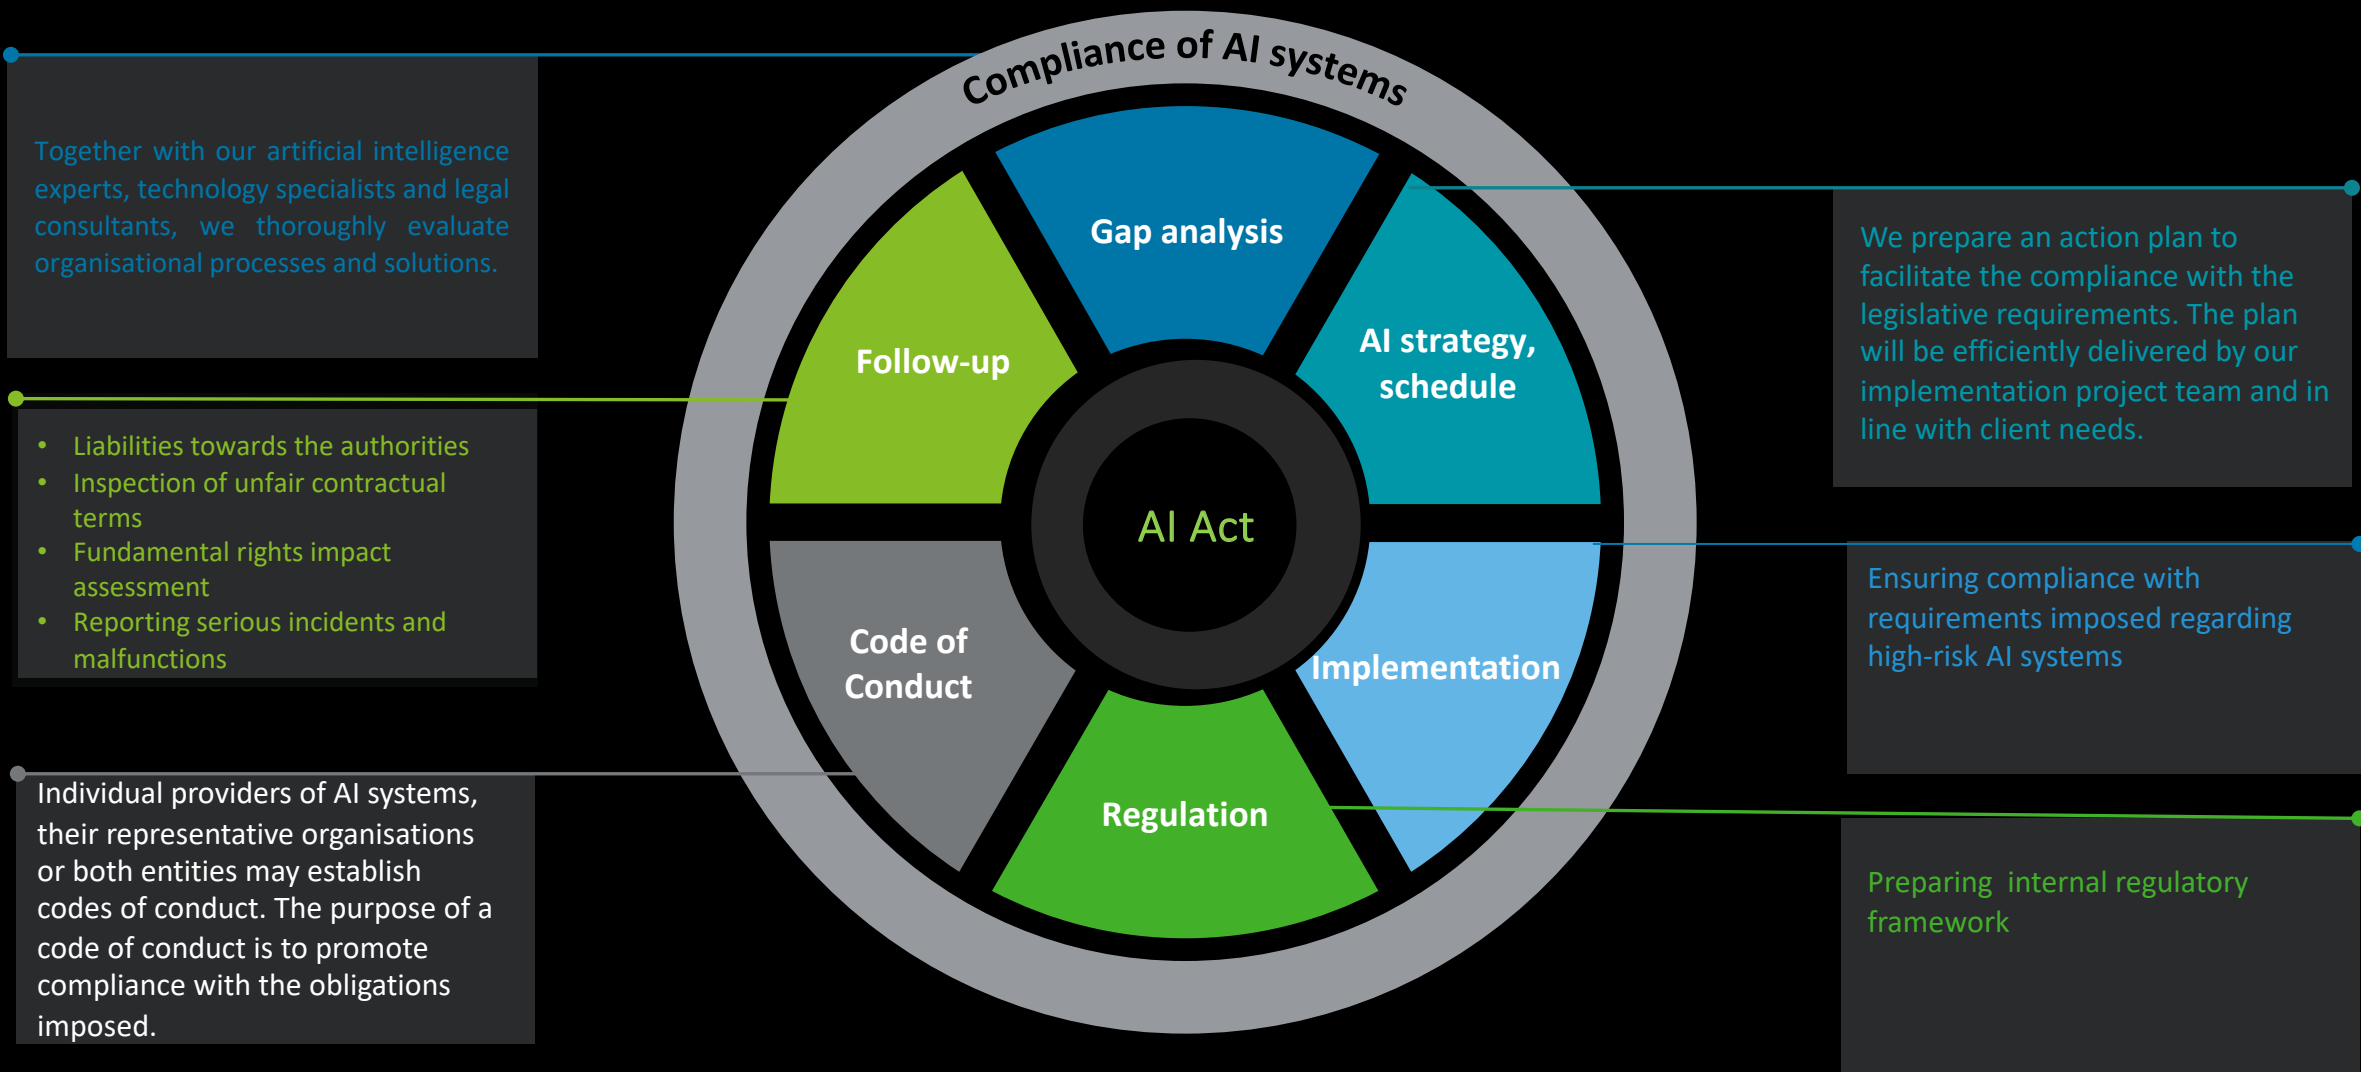 Compliance of AI systems
Together with our artificial intelligence
experts, technology specialists and legal
consultants, we thoroughly evaluate
organisational processes and solutions.
Gap analysis
We prepare an action plan to
facilitate the compliance with the
legislative requirements. The plan
will be efficiently delivered by our
implementation project team and in
line with client needs.
AI strategy,
schedule
Follow-up
• Liabilities towards the authorities
• Inspection of unfair contractual
terms
• Fundamental rights impact
assessment
• Reporting serious incidents and
malfunctions
AI Act
Ensuring compliance with
requirements imposed regarding
high-risk AI systems
Implementation
Code of
Conduct
Individual providers of AI systems,
their representative organisations
or both entities may establish
codes of conduct. The purpose of a
code of conduct is to promote
compliance with the obligations
imposed.
Regulation
Preparing internal regulatory
framework